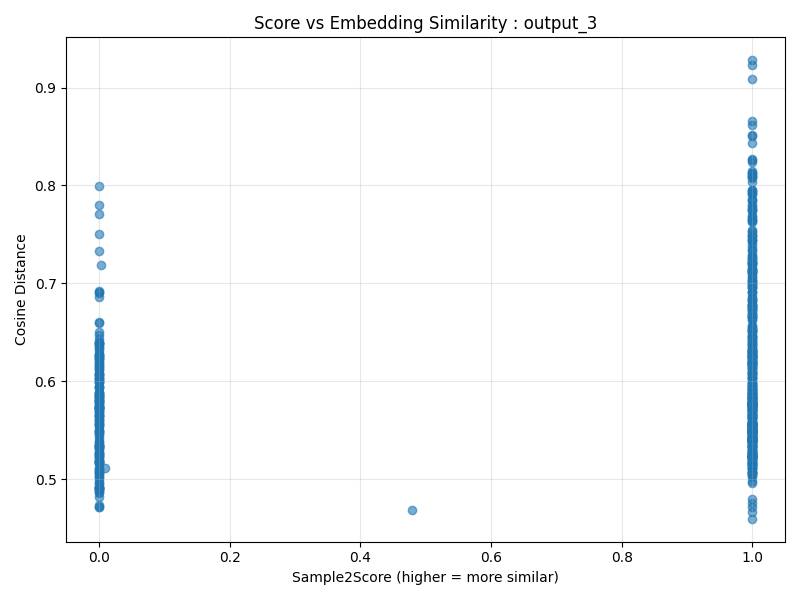 Score vs Embedding Similarity : output_3
Cosine Distance
0.9
0.8
0.7
0.6
0.5
0.0 0.2 0.4 0.6 0.8 1.0
Sample2Score (higher = more similar)